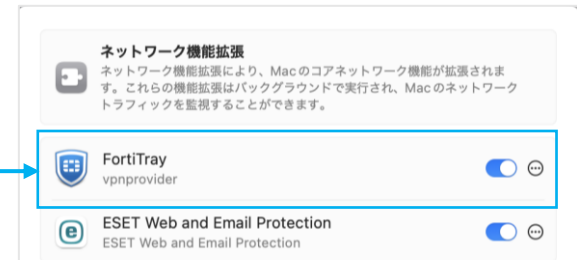 ネットワーク機能拡張
ネットワーク機能拡張により、Macのコアネットワーク機能が拡張されま
す。これらの機能拡張はバックグラウンドで実行され、Macのネットワーク
トラフィックを監視することができます。
FortiTray
vpnprovider
ESET Web and Email Protection
ESET Web and Email Protection